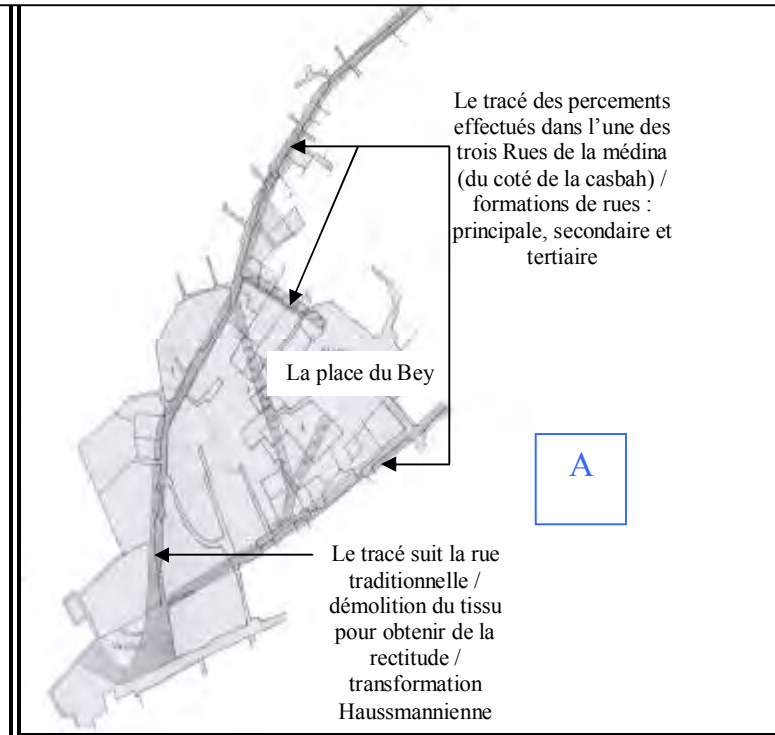 Le tracé des percements
effectués dans l'une des
trois Rues de la médina
(du coté de la casbah) /
formations de rues :
principale, secondaire et
tertiaire
La place du Bey
A
Le tracé suit la rue
traditionnelle /
démolition du tissu
pour obtenir de la
rectitude /
transformation
Haussmannienne